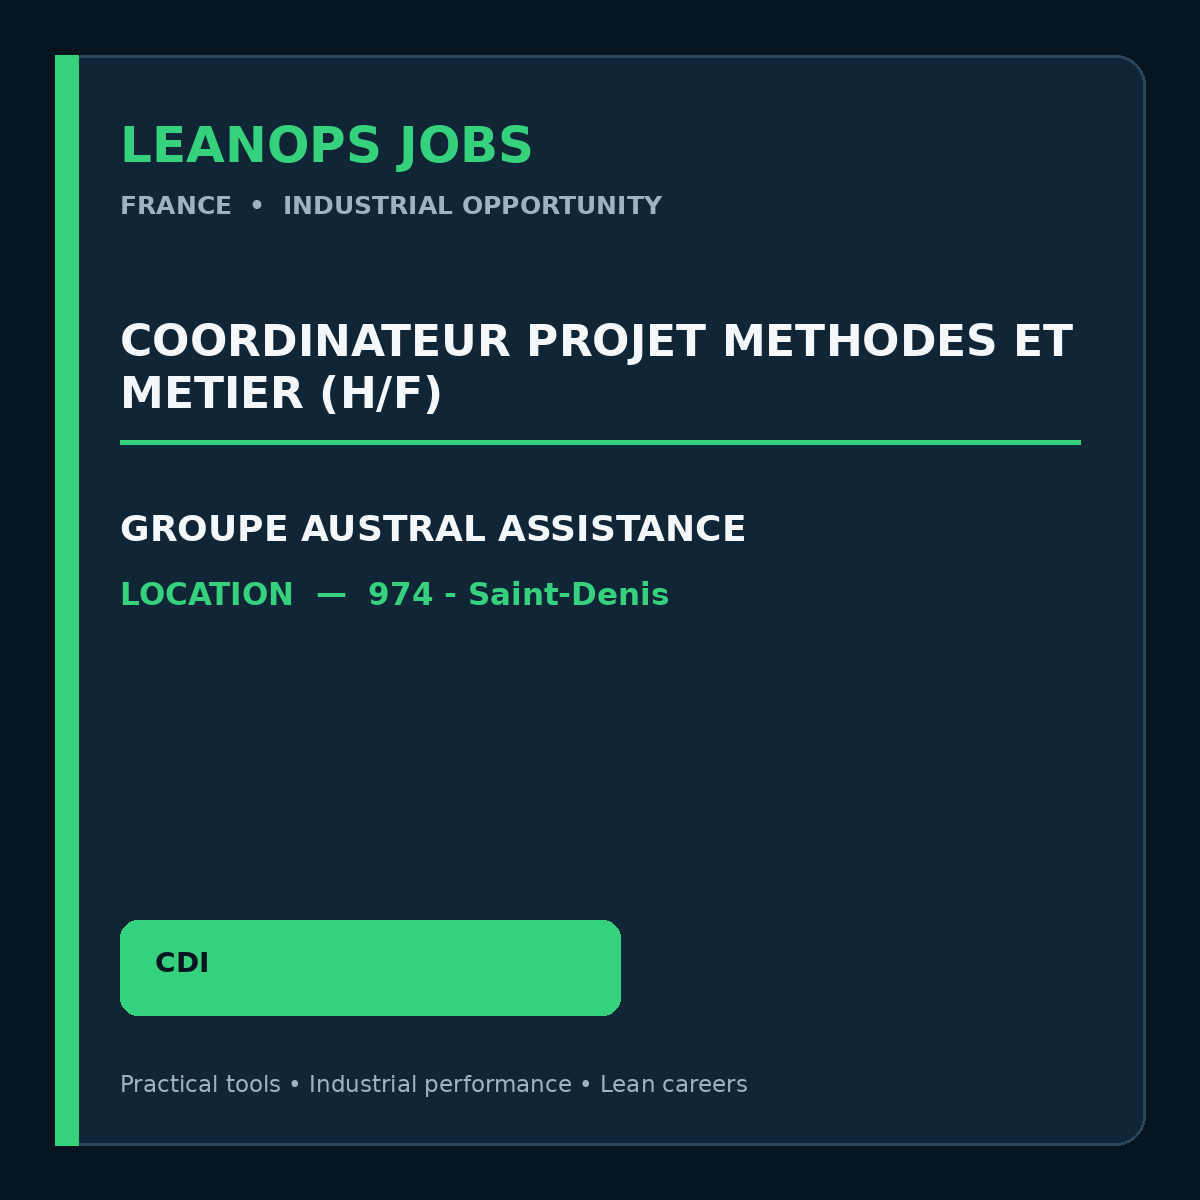 LEANOPS JOBS
FRANCE • INDUSTRIAL OPPORTUNITY
COORDINATEUR PROJET METHODES ET
METIER (H/F)
GROUPE AUSTRAL ASSISTANCE
LOCATION — 974 - Saint-Denis
CDI
Practical tools • Industrial performance • Lean careers